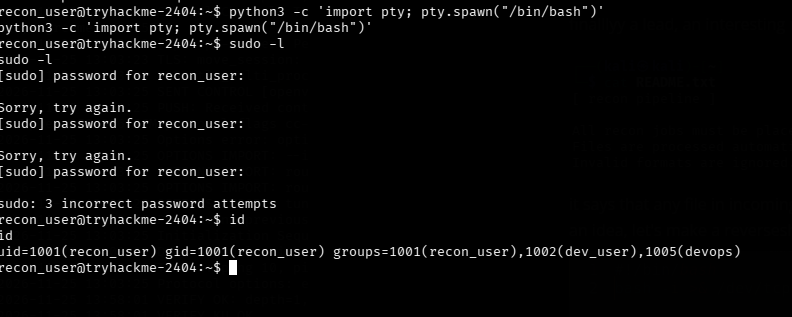 recon_user@tryhackme-2404:~$ python3 -c 'import pty; pty.spawn("/bin/bash")'
python3 -c 'import pty; pty.spawn("/bin/bash")'
recon_user@tryhackme-2404:~$ sudo -l
sudo -l
[sudo] password for recon_user:
Sorry, try again.
[sudo] password for recon_user:
Sorry, try again.
[sudo] password for recon_user:
sudo: 3 incorrect password attempts
recon_user@tryhackme-2404:~$ id
id
uid=1001(recon_user) gid=1001(recon_user) groups=1001(recon_user),1002(dev_user),1005(devops)
recon_user@tryhackme-2404:~$